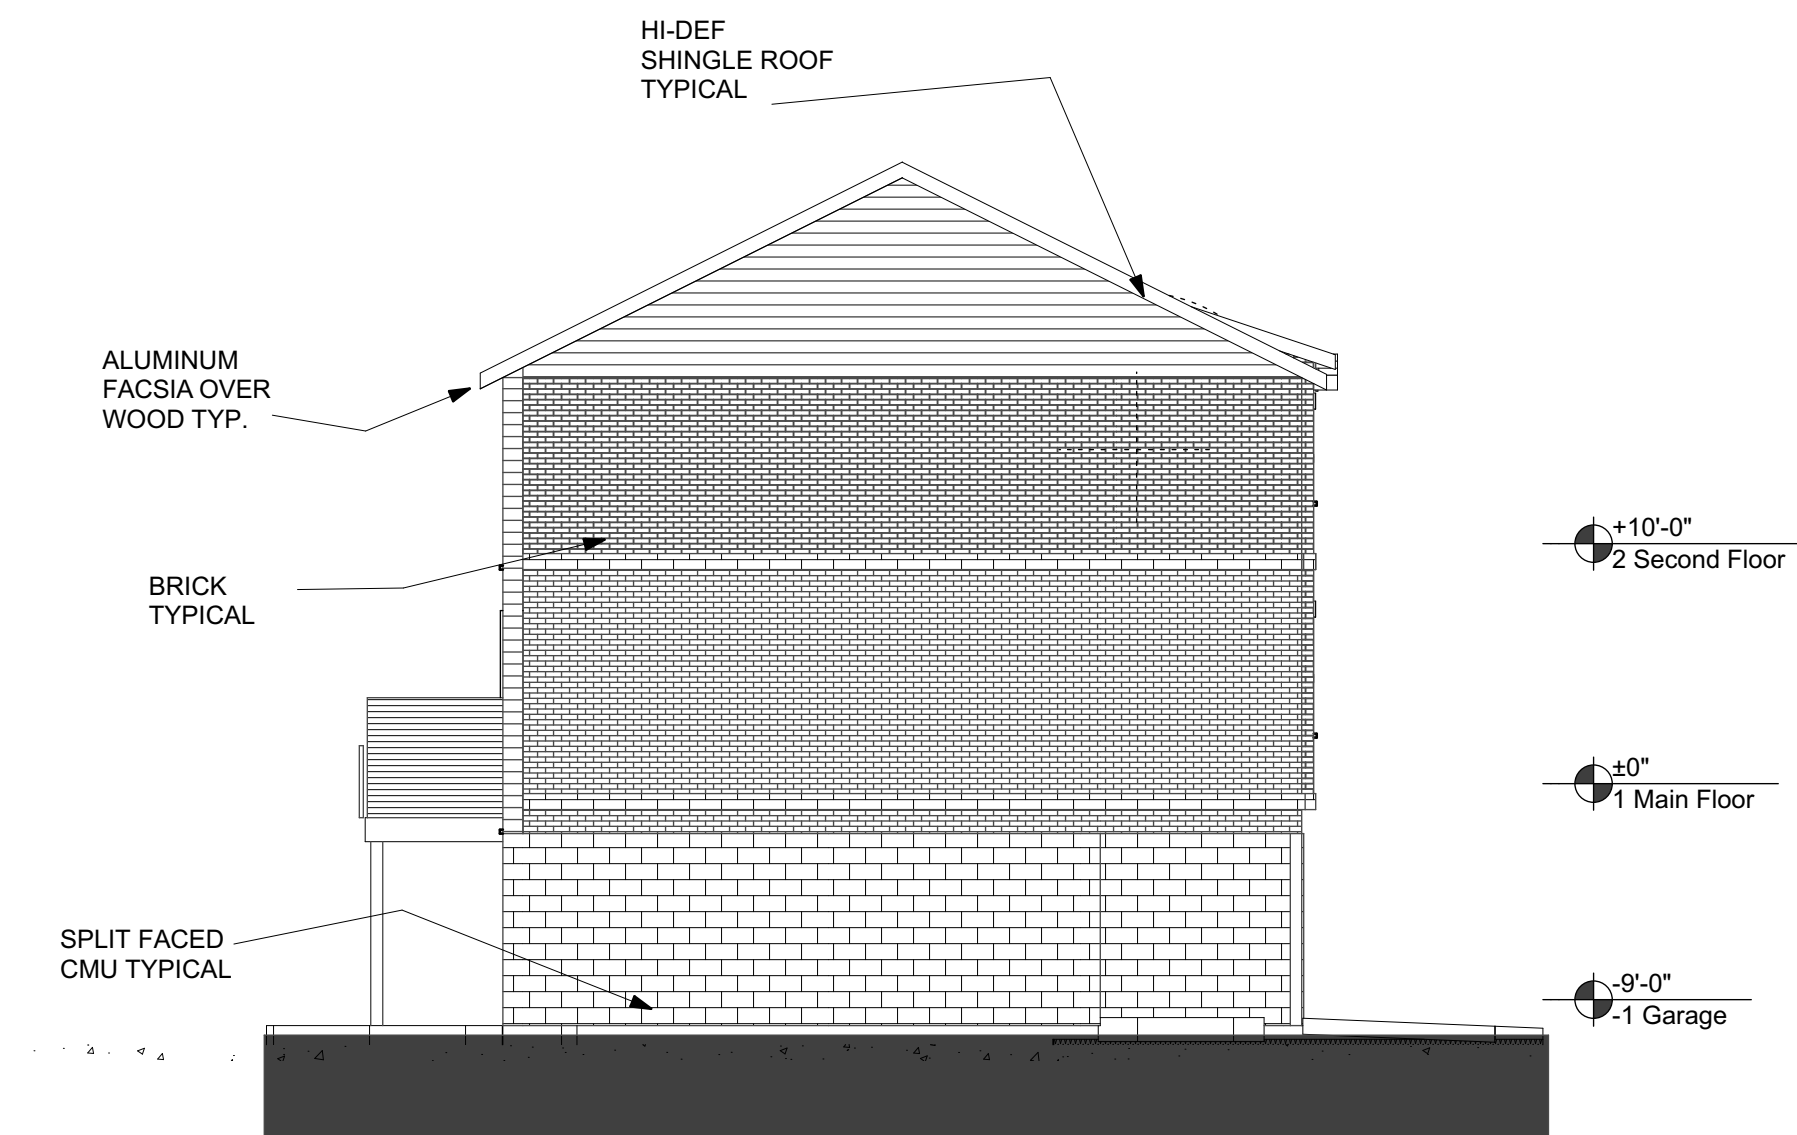 HI-DEF
SHINGLE ROOF
TYPICAL
ALUMINUM
FACSIA OVER
WOOD TYP.
BRICK
TYPICAL
SPLIT FACED
CMU TYPICAL
+10'-0"
2 Second Floor
±0"
1 Main Floor
-9'-0"
-1 Garage